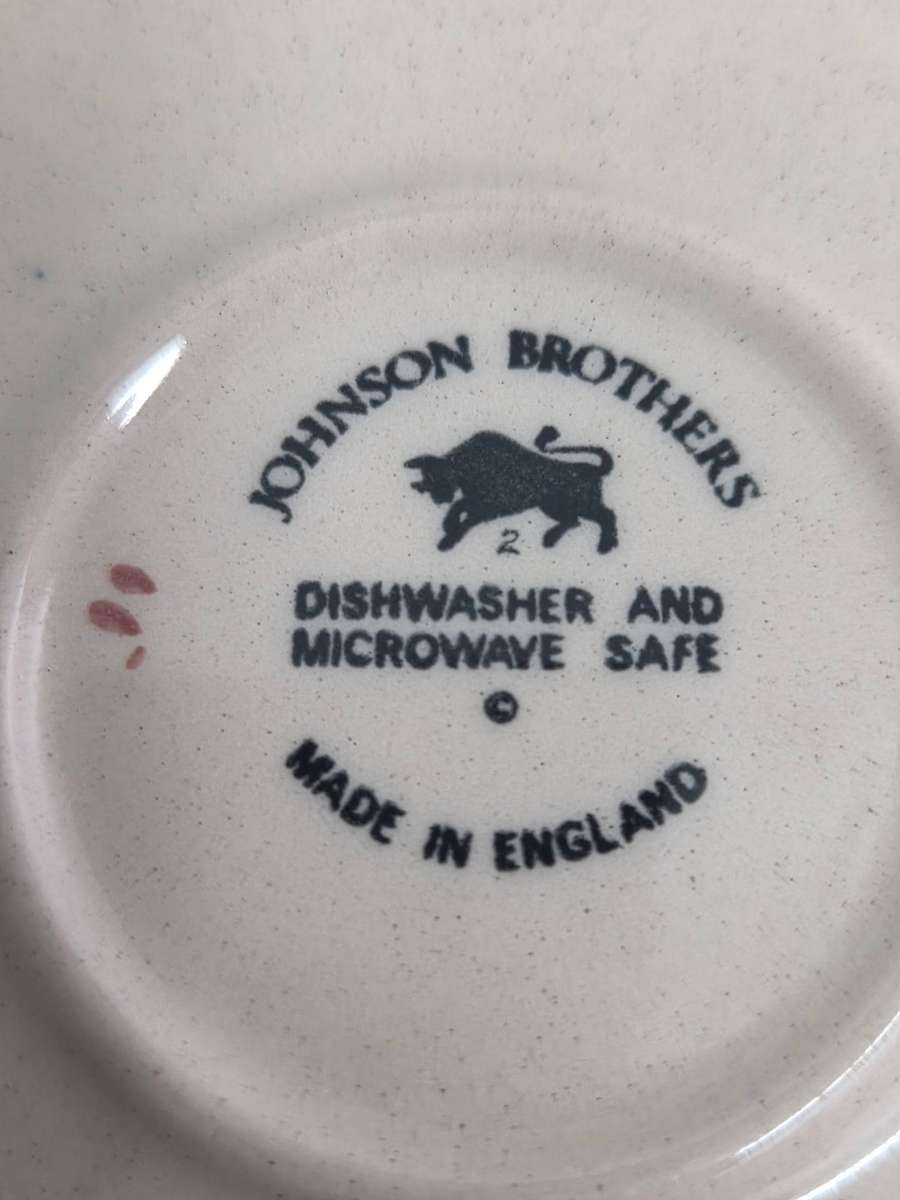 JOHNSON BROTHERS
2
DISHWASHER AND
MICROWAVE SAFE
©
MADE IN ENGLAND